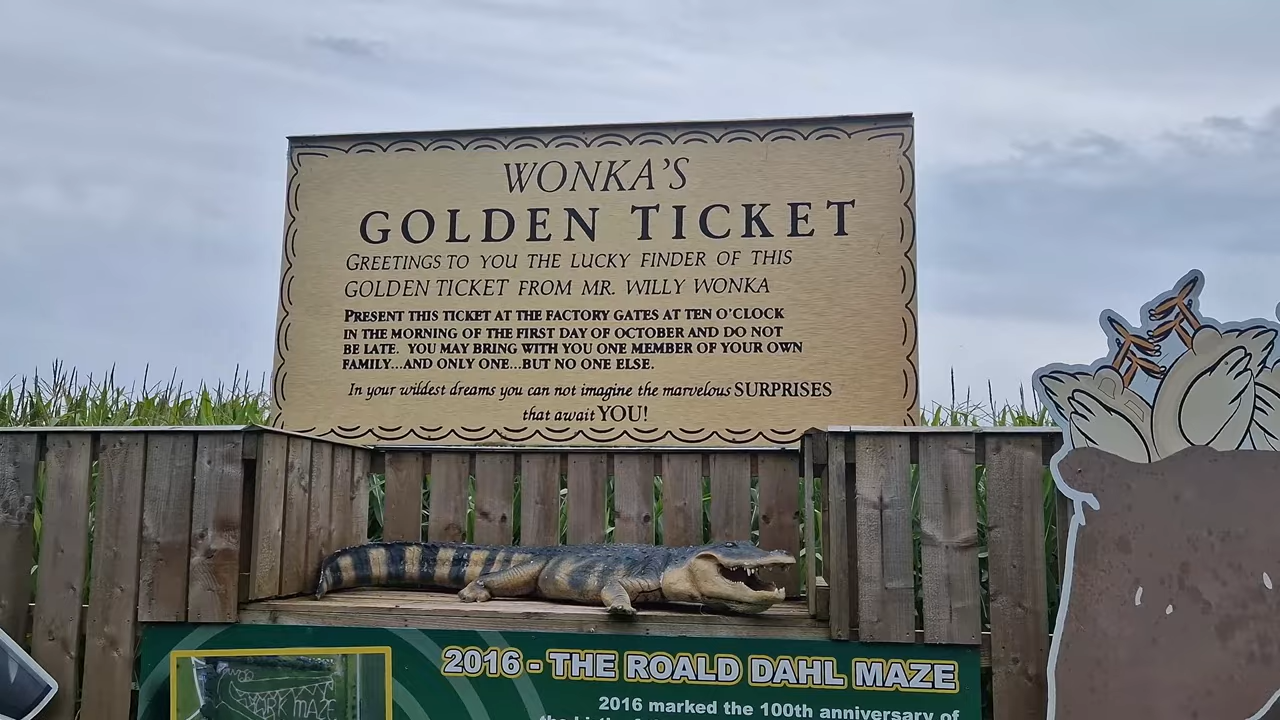 WONKA'S
GOLDEN TICKET
GREETINGS TO YOU THE LUCKY FINDER OF THIS
GOLDEN TICKET FROM MR. WILLY WONKA
PRESENT THIS TICKET AT THE FACTORY GATES AT TEN O'CLOCK
IN THE MORNING OF THE FIRST DAY OF OCTOBER AND DO NOT
BE LATE. YOU MAY BRING WITH YOU ONE MEMBER OF YOUR OWN
FAMILY...AND ONLY ONE...BUT NO ONE ELSE.
In your wildest dreams you can not imagine the marvelous SURPRISES
that await YOU!
2016 - THE ROALD DAHL MAZE
2016 marked the 100th anniversary of
MAZE